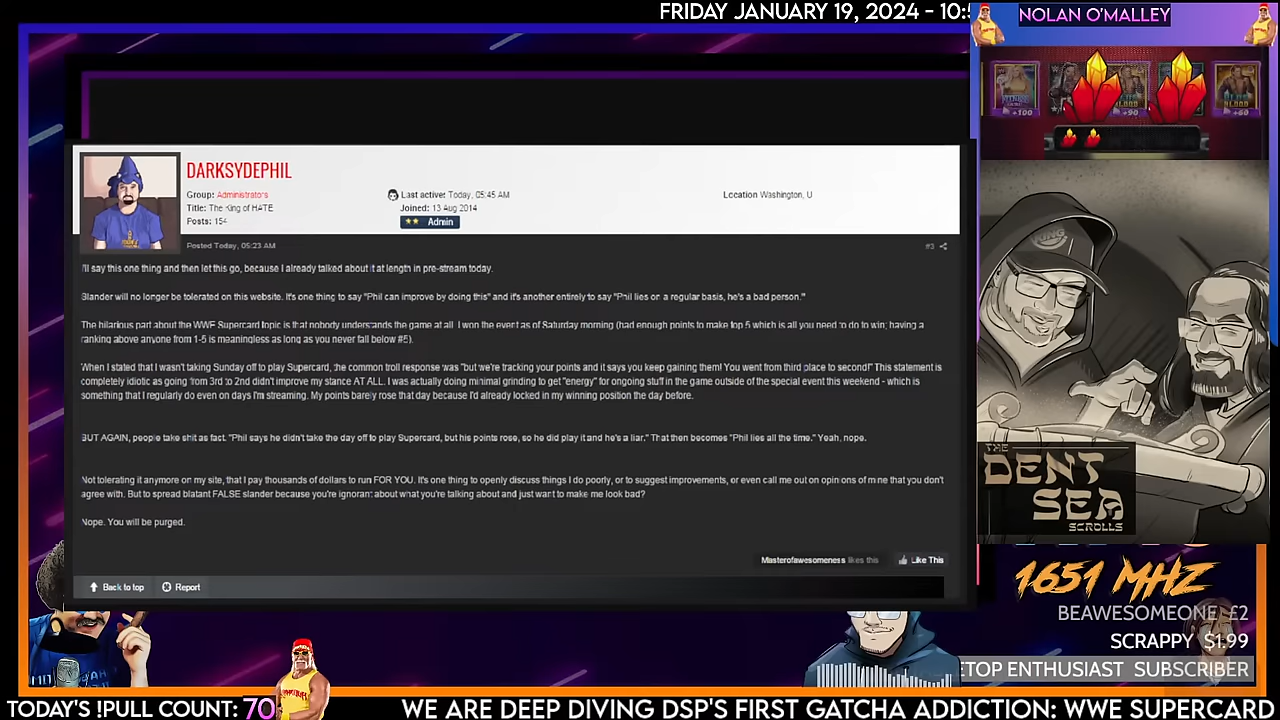 FRIDAY JANUARY 19, 2024 - 10:5
NOLAN O'MALLEY
DARKSYDEPHIL
Group: Administrators
Title: The King of HATE
Posts: 154
Last active: Today, 05:45 AM
Joined: 13 Aug 2014
Admin
Location Washington, U
Posted Today, 05:23 AM
#3
I'll say this one thing and then let this go, because I already talked about it at length in pre-stream today.
Slander will no longer be tolerated on this website. It's one thing to say "Phil can improve by doing this" and it's another entirely to say "Phil lies on a regular basis, he's a bad person."
The hilarious part about the WWF Supercard topic is that nobody understands the game at all. I won the event as of Saturday morning (had enough points to make top 5 which is all you need to do to win; having a
ranking above anyone from 1-5 is meaningless as long as you never fall below #5).
When I stated that I wasn't taking Sunday off to play Supercard, the common troll response was "but we're tracking your points and it says you keep gaining them! You went from third place to second!" This statement is
completely idiotic as going from 3rd to 2nd didn't improve my stance AT ALL. I was actually doing minimal grinding to get "energy" for ongoing stuff in the game outside of the special event this weekend - which is
something that I regularly do even on days I'm streaming. My points barely rose that day because I'd already locked in my winning position the day before.
BUT AGAIN, people take shit as fact. "Phil says he didn't take the day off to play Supercard, but his points rose, so he did play it and he's a liar." That then becomes "Phil lies all the time." Yeah, nope.
Not tolerating it anymore on my site, that I pay thousands of dollars to run FOR YOU. It's one thing to openly discuss things I do poorly, or to suggest improvements, or even call me out on opinions of mine that you don't
agree with. But to spread blatant FALSE slander because you're ignorant about what you're talking about and just want to make me look bad?
Nope. You will be purged.
Masterofawesomeness likes this
Like This
Back to top
Report
+100
+90
+60
THE
DENT
SEA
SCROLLS
1651 MHZ
BEAWESOMEONE £2
SCRAPPY $1.99
ETOP ENTHUSIAST SUBSCRIBER
TODAY'S !PULL COUNT: 70
WE ARE DEEP DIVING DSP'S FIRST GATCHA ADDICTION: WWE SUPERCARD